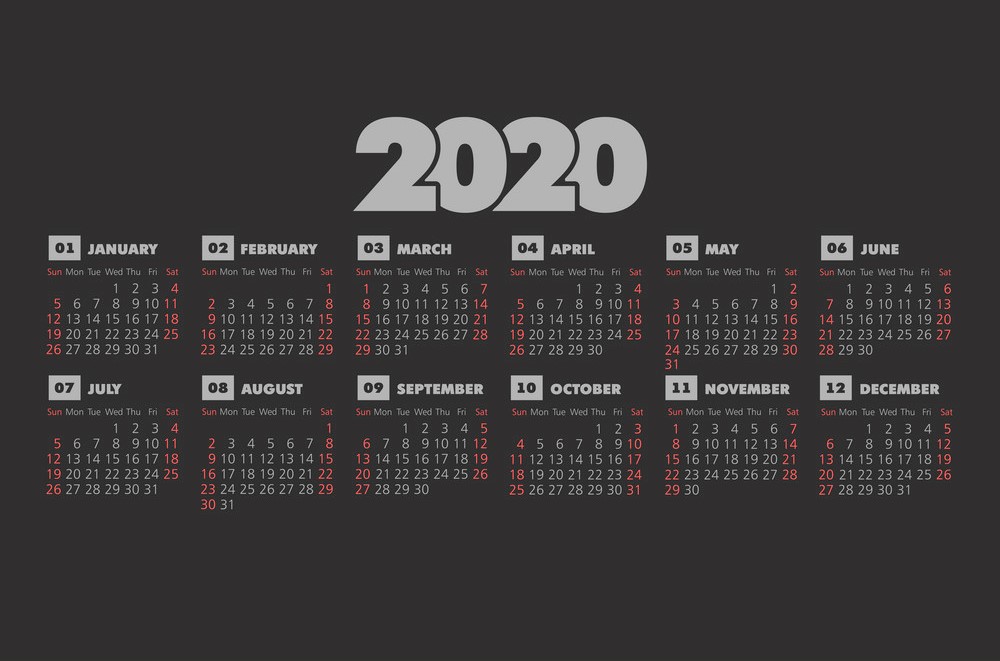 2020
01 JANUARY
Sun Mon Tue Wed Thu Fri Sat
1 2 3 4
5 6 7 8 9 10 11
12 13 14 15 16 17 18
19 20 21 22 23 24 25
26 27 28 29 30 31
02 FEBRUARY
Sun Mon Tue Wed Thu Fri Sat
1
2 3 4 5 6 7 8
9 10 11 12 13 14 15
16 17 18 19 20 21 22
23 24 25 26 27 28 29
03 MARCH
Sun Mon Tue Wed Thu Fri Sat
1 2 3 4 5 6 7
8 9 10 11 12 13 14
15 16 17 18 19 20 21
22 23 24 25 26 27 28
29 30 31
04 APRIL
Sun Mon Tue Wed Thu Fri Sat
1 2 3 4
5 6 7 8 9 10 11
12 13 14 15 16 17 18
19 20 21 22 23 24 25
26 27 28 29 30
05 MAY
Sun Mon Tue Wed Thu Fri Sat
1 2
3 4 5 6 7 8 9
10 11 12 13 14 15 16
17 18 19 20 21 22 23
24 25 26 27 28 29 30
31
06 JUNE
Sun Mon Tue Wed Thu Fri Sat
1 2 3 4 5 6
7 8 9 10 11 12 13
14 15 16 17 18 19 20
21 22 23 24 25 26 27
28 29 30
07 JULY
Sun Mon Tue Wed Thu Fri Sat
1 2 3 4
5 6 7 8 9 10 11
12 13 14 15 16 17 18
19 20 21 22 23 24 25
26 27 28 29 30 31
08 AUGUST
Sun Mon Tue Wed Thu Fri Sat
1
2 3 4 5 6 7 8
9 10 11 12 13 14 15
16 17 18 19 20 21 22
23 24 25 26 27 28 29
30 31
09 SEPTEMBER
Sun Mon Tue Wed Thu Fri Sat
1 2 3 4 5
6 7 8 9 10 11 12
13 14 15 16 17 18 19
20 21 22 23 24 25 26
27 28 29 30
10 OCTOBER
Sun Mon Tue Wed Thu Fri Sat
1 2 3
4 5 6 7 8 9 10
11 12 13 14 15 16 17
18 19 20 21 22 23 24
25 26 27 28 29 30 31
11 NOVEMBER
Sun Mon Tue Wed Thu Fri Sat
1 2 3 4 5 6 7
8 9 10 11 12 13 14
15 16 17 18 19 20 21
22 23 24 25 26 27 28
29 30
12 DECEMBER
Sun Mon Tue Wed Thu Fri Sat
1 2 3 4 5
6 7 8 9 10 11 12
13 14 15 16 17 18 19
20 21 22 23 24 25 26
27 28 29 30 31